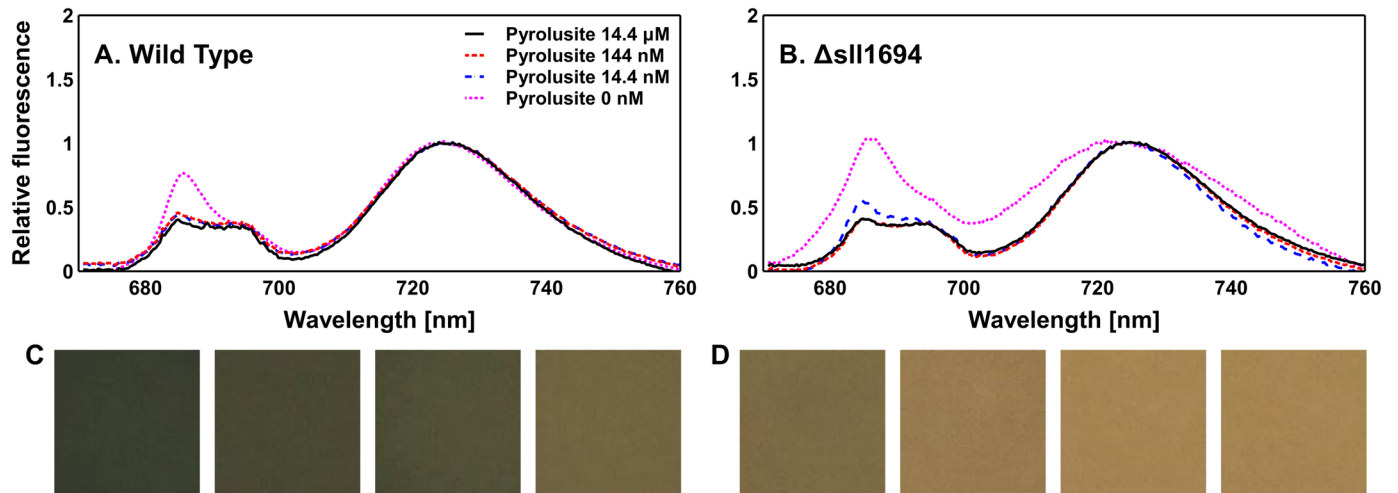 A. Wild Type
Pyrolusite 14.4 µM
Pyrolusite 144 nM
Pyrolusite 14.4 nM
Pyrolusite 0 nM
Relative fluorescence
2
1.5
1
0.5
0
680
700
720
740
760
Wavelength [nm]
B. Δsll1694
2
1.5
1
0.5
0
680
700
720
740
760
Wavelength [nm]
C
D